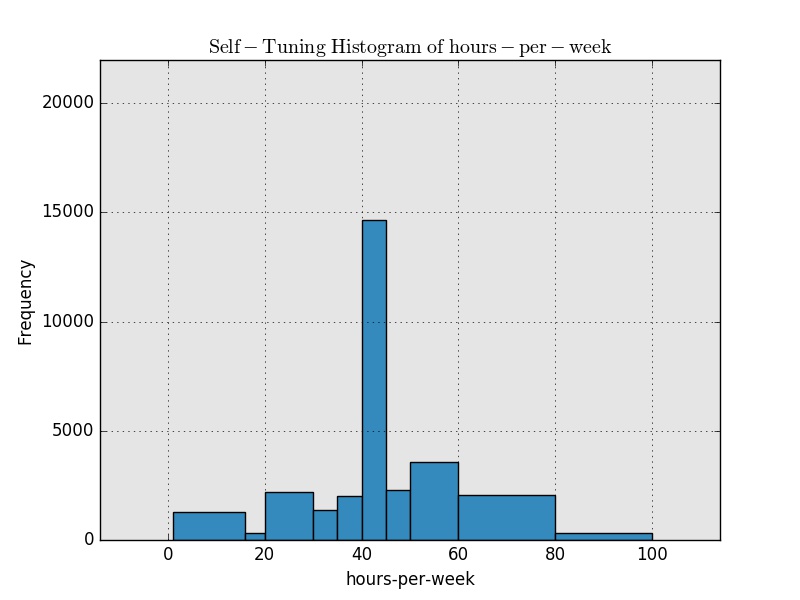 Self − Tuning Histogram of hours − per − week
20000
15000
10000
5000
0
Frequency
0 20 40 60 80 100
hours-per-week